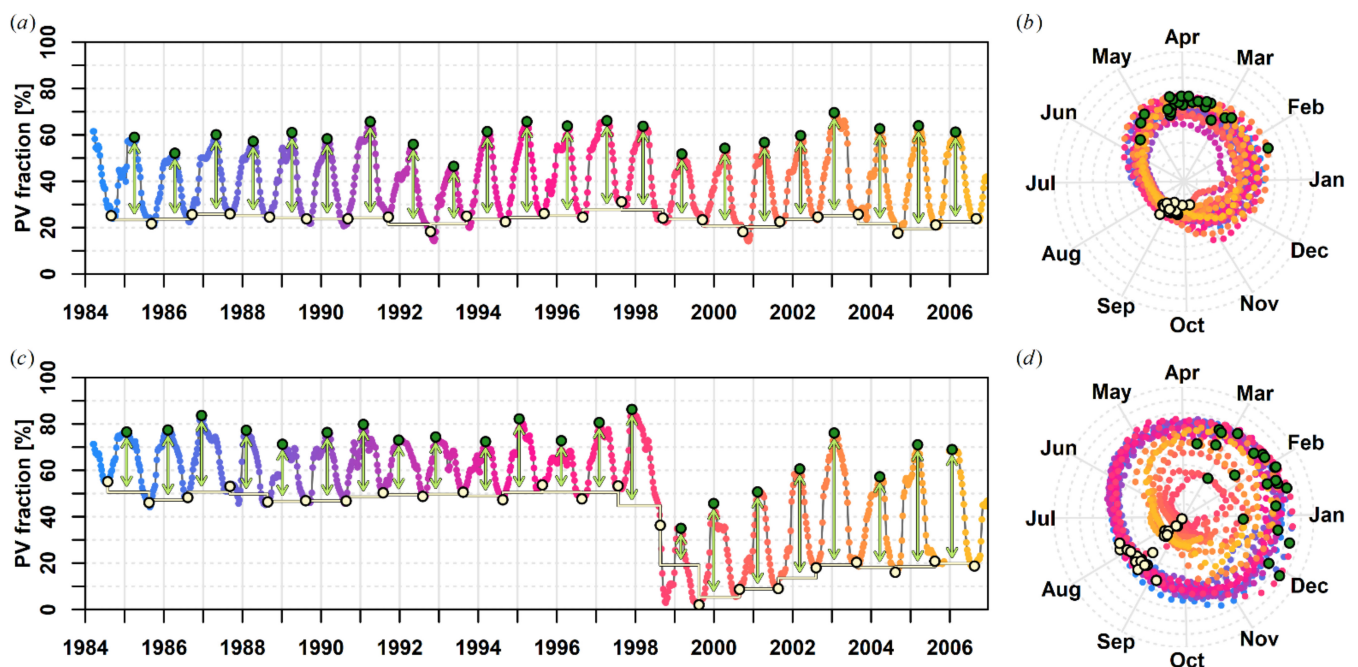 (a)
PV fraction [%]
100
80
60
40
20
0
1984 1986 1988 1990 1992 1994 1996 1998 2000 2002 2004 2006
(b)
Apr
May Mar
Jun Feb
Jul Jan
Aug Dec
Sep Nov
Oct
(c)
PV fraction [%]
100
80
60
40
20
0
1984 1986 1988 1990 1992 1994 1996 1998 2000 2002 2004 2006
(d)
Apr
May Mar
Jun Feb
Jul Jan
Aug Dec
Sep Nov
Oct